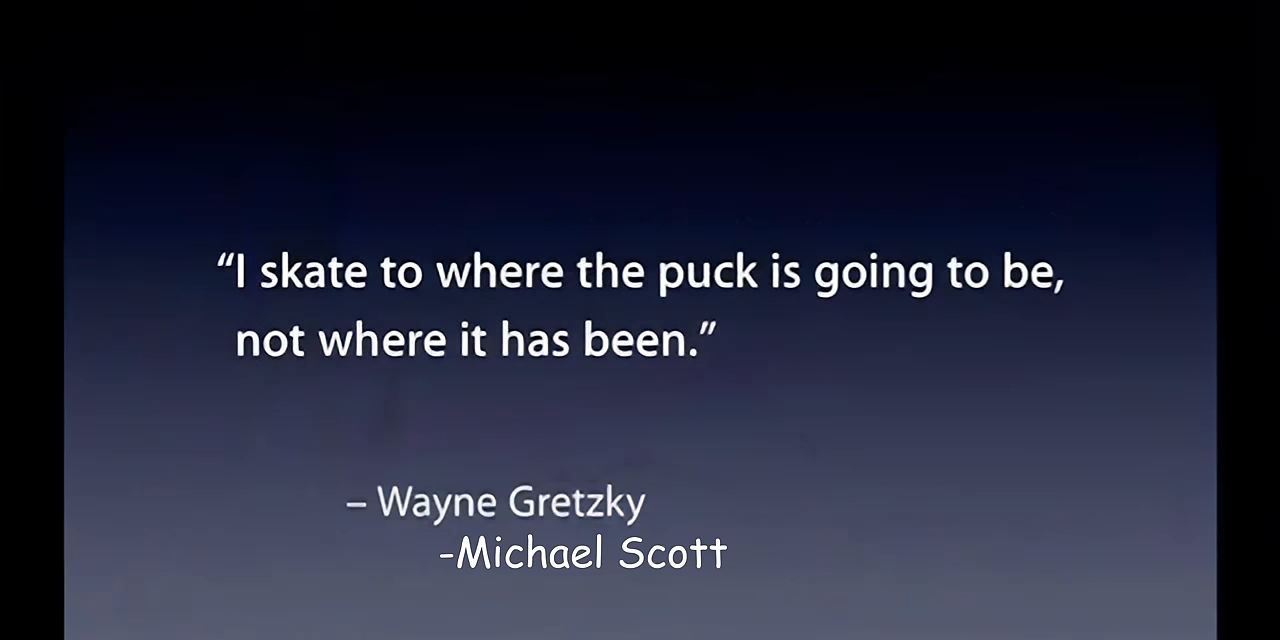 “I skate to where the puck is going to be,
not where it has been.”
– Wayne Gretzky
-Michael Scott